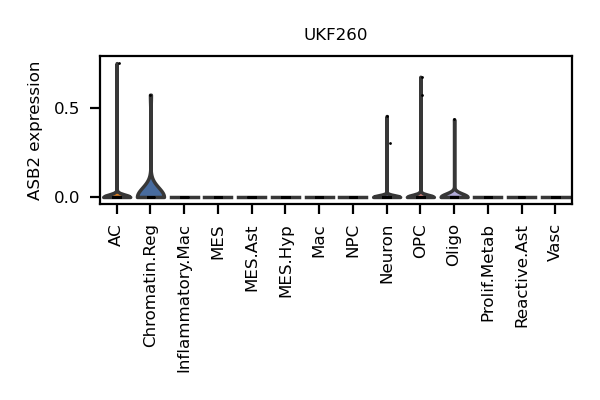 UKF260
ASB2 expression
0.5
0.0
AC
Chromatin.Reg
Inflammatory.Mac
MES
MES.Ast
MES.Hyp
Mac
NPC
Neuron
OPC
Oligo
Prolif.Metab
Reactive.Ast
Vasc